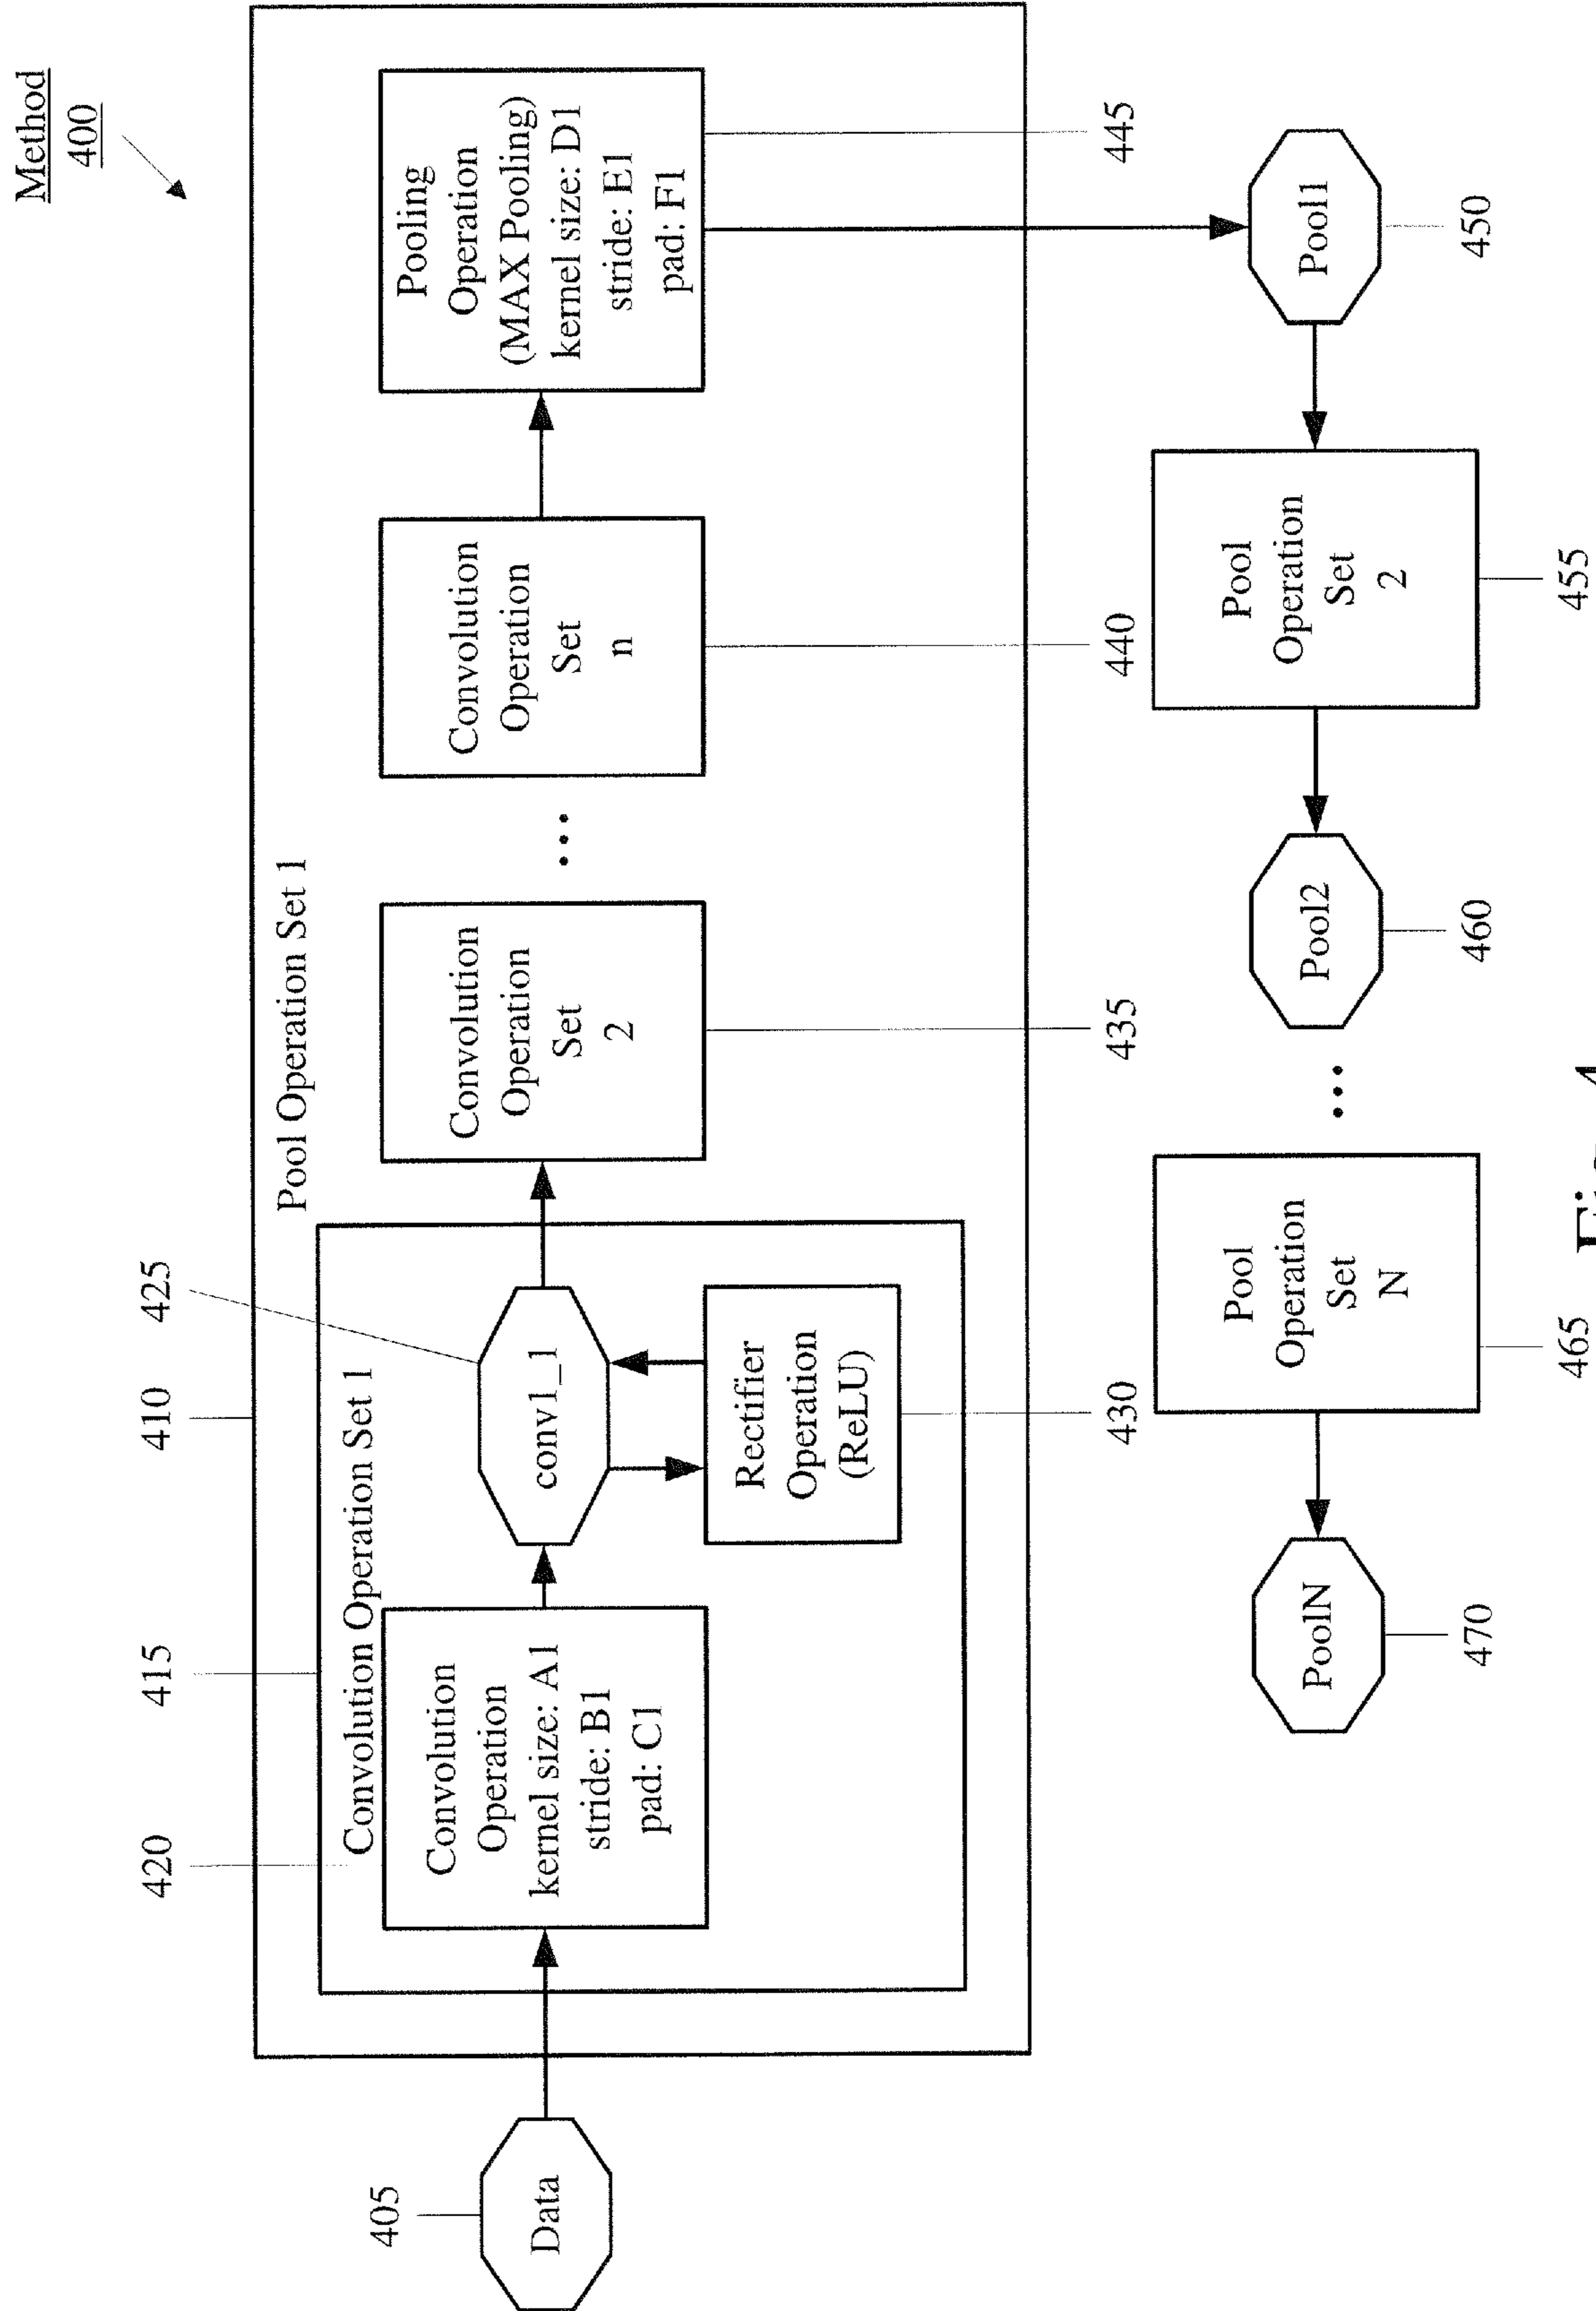 Method
400
Pool Operation Set 1
410
425
415
420
Convolution Operation Set 1
405
Data
Convolution
Operation
kernel size: A1
stride: B1
pad: C1
conv1_1
Rectifier
Operation
(ReLU)
430
Convolution
Operation
Set
2
435
...
Convolution
Operation
Set
n
440
Pooling
Operation
(MAX Pooling)
kernel size: D1
stride: E1
pad: F1
445
Pool1
450
Pool
Operation
Set
2
455
Pool2
460
...
Pool
Operation
Set
N
465
PoolN
470